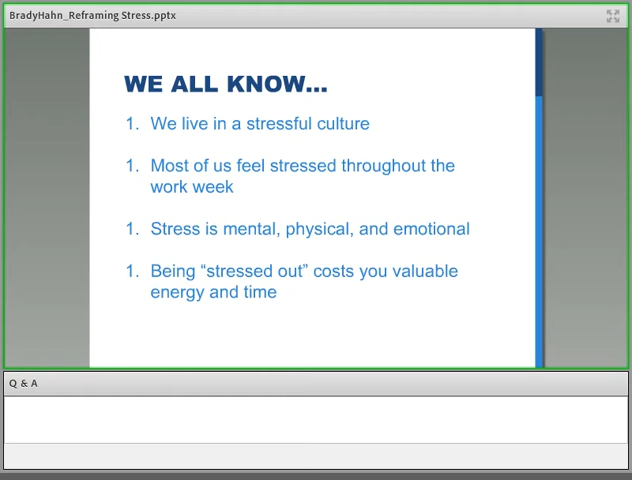 BradyHahn_Reframing Stress.pptx
WE ALL KNOW...
1. We live in a stressful culture
1. Most of us feel stressed throughout the
work week
1. Stress is mental, physical, and emotional
1. Being “stressed out” costs you valuable
energy and time
Q & A